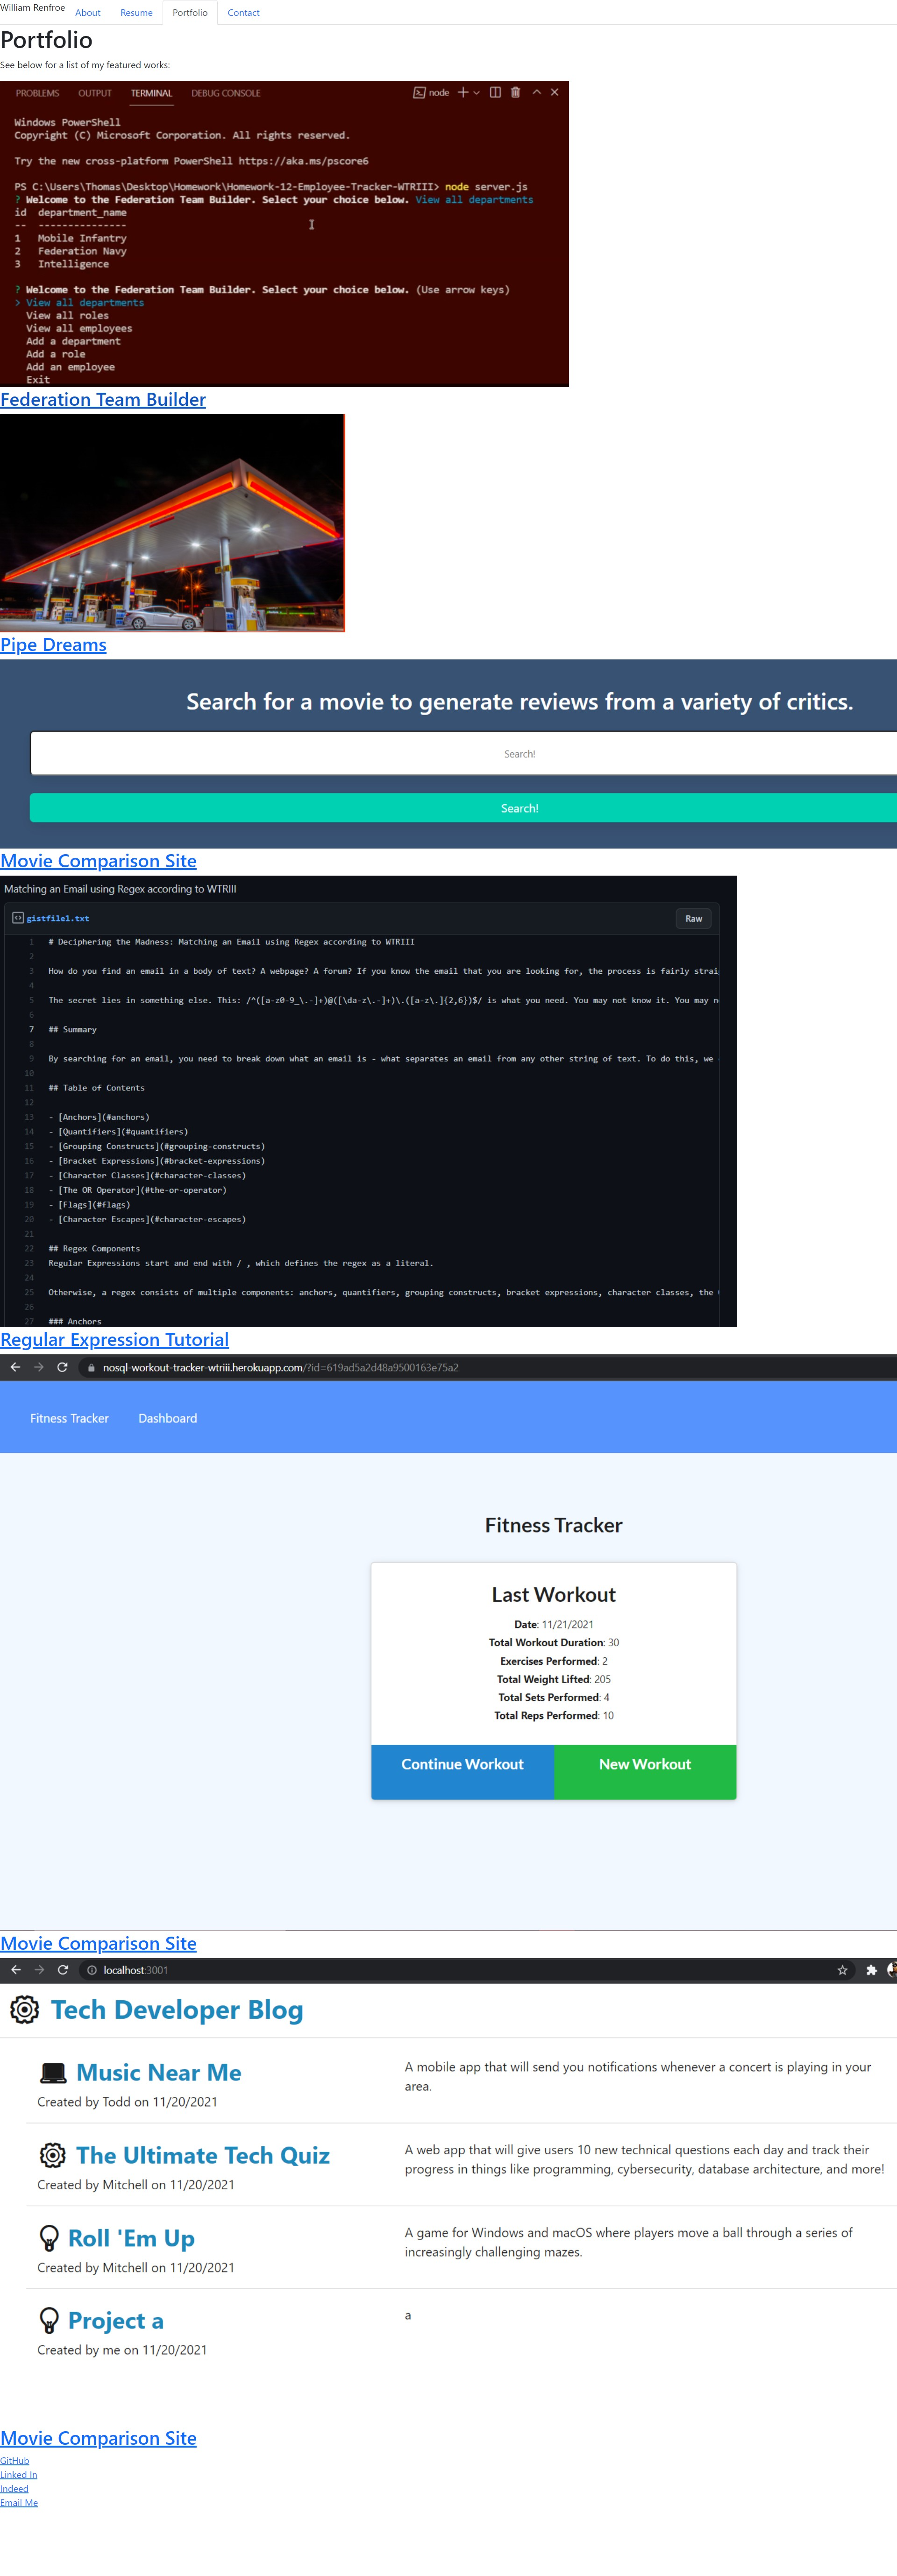 William Renfroe
About
Resume
Portfolio
Contact
Portfolio
See below for a list of my featured works:
PROBLEMS OUTPUT TERMINAL DEBUG CONSOLE node
Windows PowerShell
Copyright (C) Microsoft Corporation. All rights reserved.
Try the new cross-platform PowerShell https://aka.ms/pscore6
PS C:\Users\Thomas\Desktop\Homework\Homework-12-Employee-Tracker-WTRIII> node server.js
? Welcome to the Federation Team Builder. Select your choice below. View all departments
id department_name
-- ---------------
1 Mobile Infantry
2 Federation Navy
3 Intelligence
? Welcome to the Federation Team Builder. Select your choice below. (Use arrow keys)
> View all departments
View all roles
View all employees
Add a department
Add a role
Add an employee
Exit
Federation Team Builder
Pipe Dreams
Search for a movie to generate reviews from a variety of critics.
Search!
Search!
Movie Comparison Site
Matching an Email using Regex according to WTRIII
gistfile1.txt
Raw
1 # Deciphering the Madness: Matching an Email using Regex according to WTRIII
2
3 How do you find an email in a body of text? A webpage? A forum? If you know the email that you are looking for, the process is fairly strai
4
5 The secret lies in something else. This: /^([a-z0-9_\.-]+)@([\da-z\.-]+)\.([a-z\.]{2,6})$/ is what you need. You may not know it. You may n
6
7 ## Summary
8
9 By searching for an email, you need to break down what an email is - what separates an email from any other string of text. To do this, we
10
11 ## Table of Contents
12
13 - [Anchors](#anchors)
14 - [Quantifiers](#quantifiers)
15 - [Grouping Constructs](#grouping-constructs)
16 - [Bracket Expressions](#bracket-expressions)
17 - [Character Classes](#character-classes)
18 - [The OR Operator](#the-or-operator)
19 - [Flags](#flags)
20 - [Character Escapes](#character-escapes)
21
22 ## Regex Components
23 Regular Expressions start and end with / , which defines the regex as a literal.
24
25 Otherwise, a regex consists of multiple components: anchors, quantifiers, grouping constructs, bracket expressions, character classes, the
26
27 ### Anchors
Regular Expression Tutorial
nosql-workout-tracker-wtriii.herokuapp.com/?id=619ad5a2d48a9500163e75a2
Fitness Tracker
Dashboard
Fitness Tracker
Last Workout
Date: 11/21/2021
Total Workout Duration: 30
Exercises Performed: 2
Total Weight Lifted: 205
Total Sets Performed: 4
Total Reps Performed: 10
Continue Workout
New Workout
Movie Comparison Site
localhost:3001
Tech Developer Blog
Music Near Me
Created by Todd on 11/20/2021
A mobile app that will send you notifications whenever a concert is playing in your
area.
The Ultimate Tech Quiz
Created by Mitchell on 11/20/2021
A web app that will give users 10 new technical questions each day and track their
progress in things like programming, cybersecurity, database architecture, and more!
Roll 'Em Up
Created by Mitchell on 11/20/2021
A game for Windows and macOS where players move a ball through a series of
increasingly challenging mazes.
Project a
Created by me on 11/20/2021
a
Movie Comparison Site
GitHub
Linked In
Indeed
Email Me